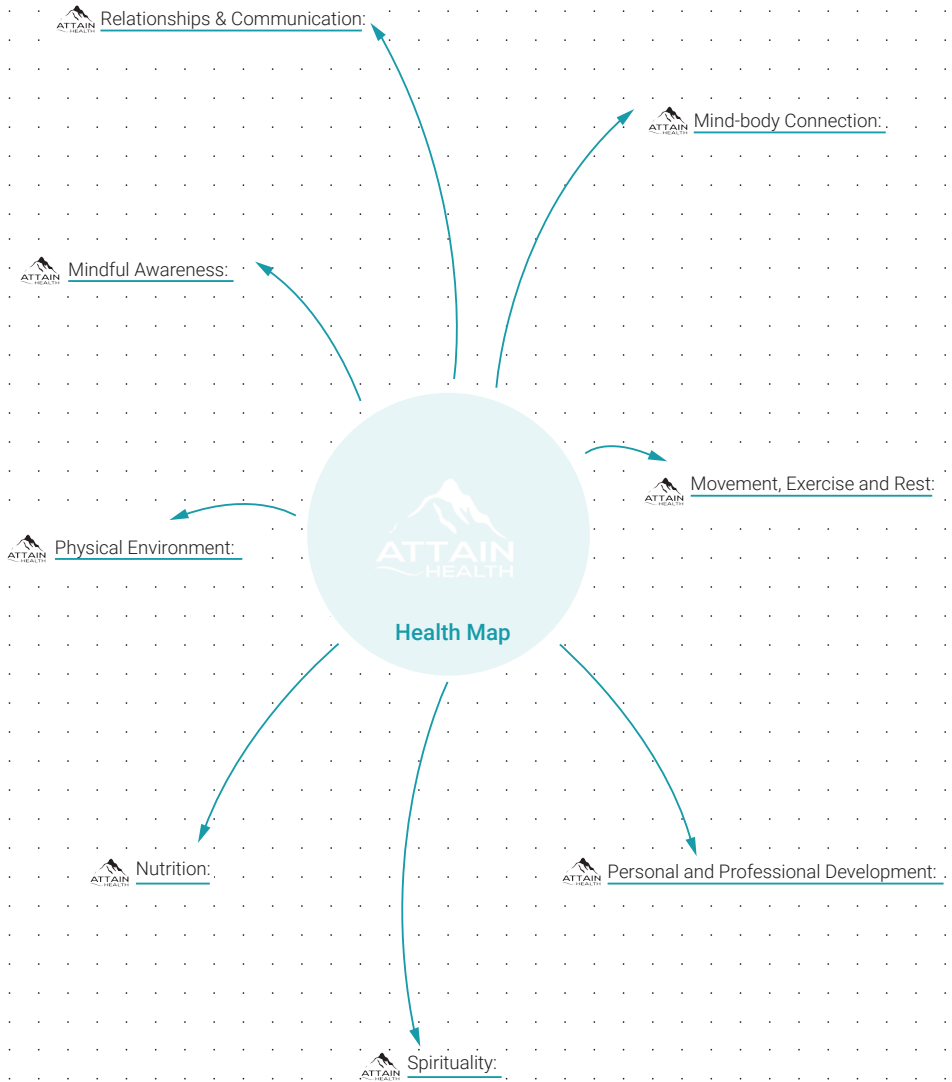 ATTAIN
HEALTH
Relationships & Communication:
ATTAIN
HEALTH
Mind-body Connection:
ATTAIN
HEALTH
Mindful Awareness:
ATTAIN
HEALTH
Movement, Exercise and Rest:
ATTAIN
HEALTH
Physical Environment:
ATTAIN
HEALTH
Health Map
ATTAIN
HEALTH
Nutrition:
ATTAIN
HEALTH
Personal and Professional Development:
ATTAIN
HEALTH
Spirituality: